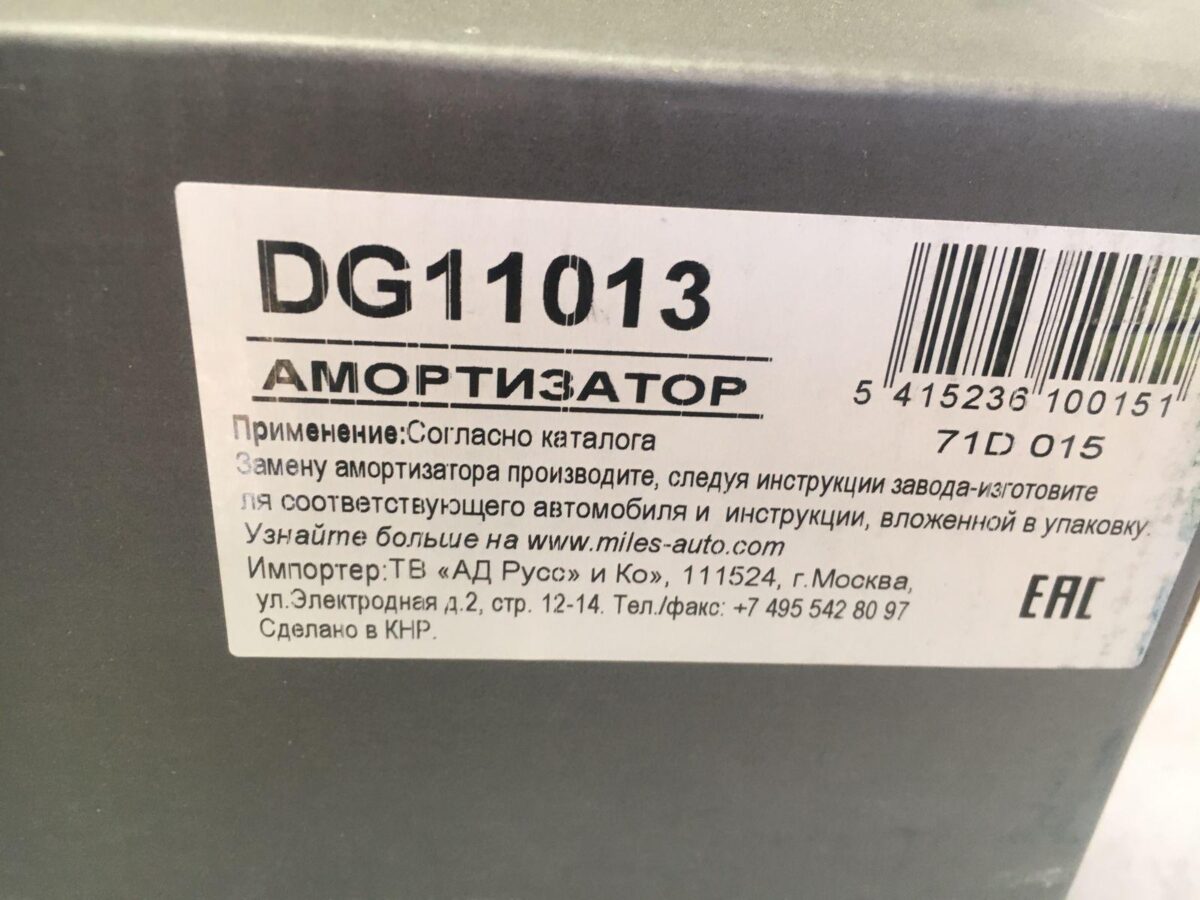 DG11013
АМОРТИЗАТОР
5 415236 100151
71D 015
Применение:Согласно каталога
Замену амортизатора производите, следуя инструкции завода-изготовите
ля соответствующего автомобиля и инструкции, вложенной в упаковку.
Узнайте больше на www.miles-auto.com
Импортер:ТВ «АД Русс» и Ко», 111524, г.Москва,
ул.Электродная д.2, стр. 12-14. Тел./факс: +7 495 542 80 97
Сделано в КНР.
EAC